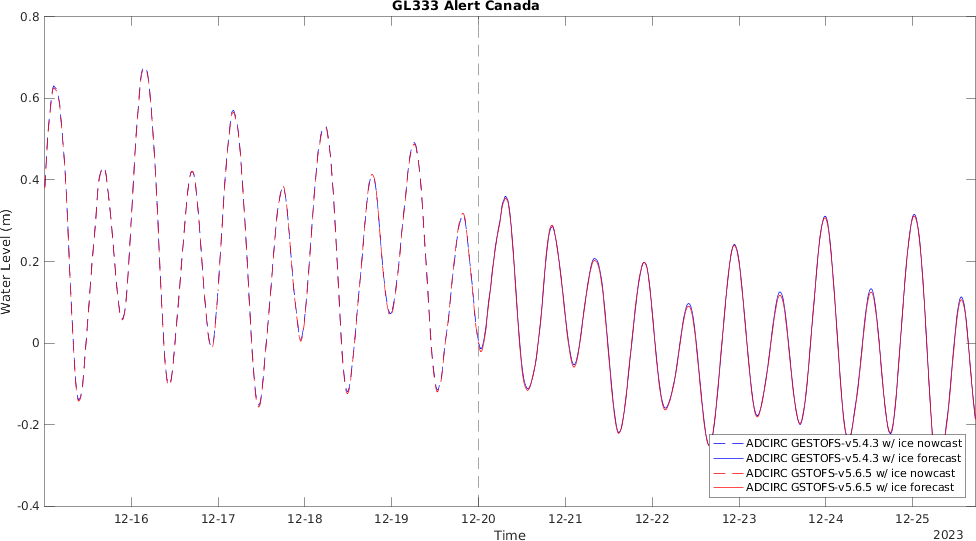 GL333 Alert Canada
0.8
0.6
0.4
0.2
0
-0.2
-0.4
Water Level (m)
ADCIRC GESTOFS-v5.4.3 w/ ice nowcast
ADCIRC GESTOFS-v5.4.3 w/ ice forecast
ADCIRC GSTOFS-v5.6.5 w/ ice nowcast
ADCIRC GSTOFS-v5.6.5 w/ ice forecast
12-16 12-17 12-18 12-19 12-20 12-21 12-22 12-23 12-24 12-25
Time
2023